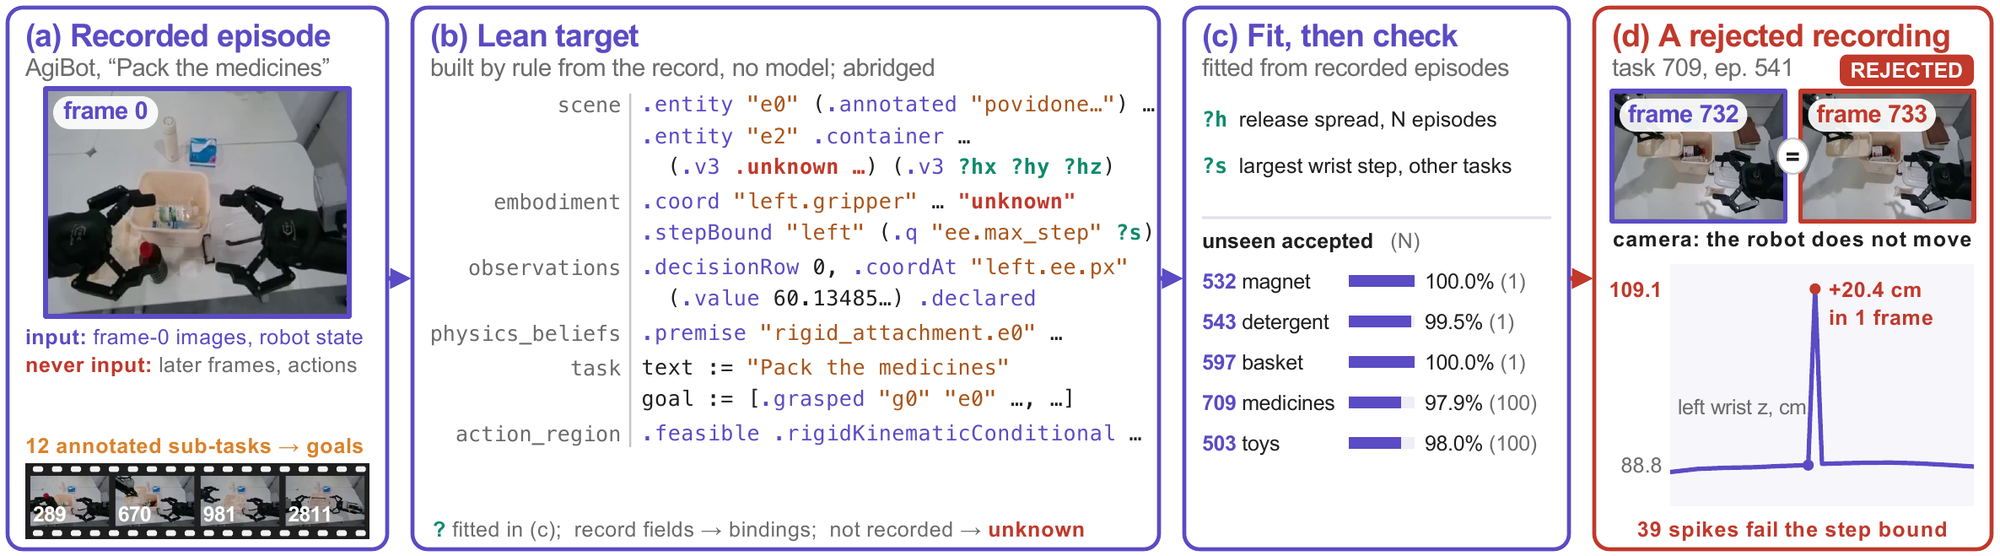 (a) Recorded episode
AgiBot, “Pack the medicines”
frame 0
input: frame-0 images, robot state
never input: later frames, actions
12 annotated sub-tasks → goals
289 670 981 2811
(b) Lean target
built by rule from the record, no model; abridged
scene .entity "e0" (.annotated "povidone…") …
.entity "e2" .container …
(.v3 .unknown …) (.v3 ?hx ?hy ?hz)
embodiment .coord "left.gripper" … "unknown"
.stepBound "left" (.q "ee.max_step" ?s)
observations .decisionRow 0, .coordAt "left.ee.px"
(.value 60.13485…) .declared
physics_beliefs .premise "rigid_attachment.e0" …
task text := "Pack the medicines"
goal := [.grasped "g0" "e0" …, …]
action_region .feasible .rigidKinematicConditional …
? fitted in (c); record fields → bindings; not recorded → unknown
(c) Fit, then check
fitted from recorded episodes
?h release spread, N episodes
?s largest wrist step, other tasks
unseen accepted (N)
532 magnet 100.0% (1)
543 detergent 99.5% (1)
597 basket 100.0% (1)
709 medicines 97.9% (100)
503 toys 98.0% (100)
(d) A rejected recording
task 709, ep. 541 REJECTED
frame 732 = frame 733
camera: the robot does not move
109.1 +20.4 cm
in 1 frame
left wrist z, cm
88.8
39 spikes fail the step bound